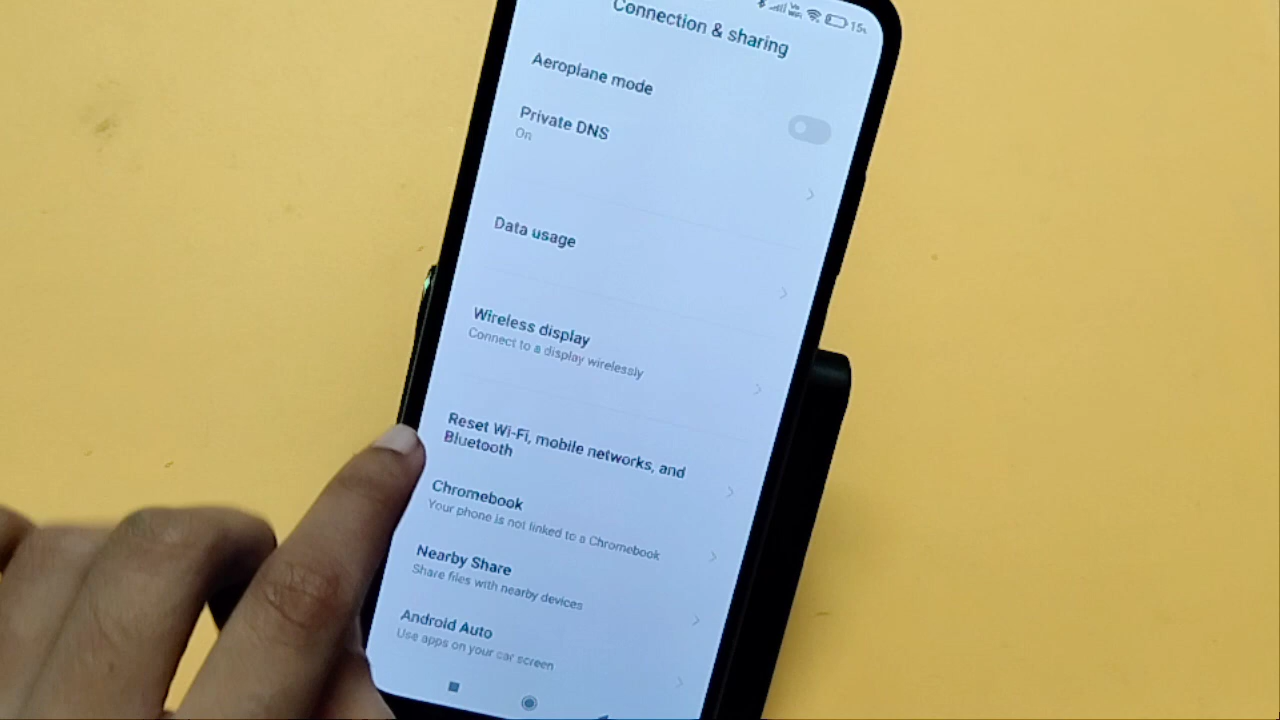 Connection & sharing
15%
Aeroplane mode
Private DNS
On
Data usage
Wireless display
Connect to a display wirelessly
Reset Wi-Fi, mobile networks, and
Bluetooth
Chromebook
Your phone is not linked to a Chromebook
Nearby Share
Share files with nearby devices
Android Auto
Use apps on your car screen